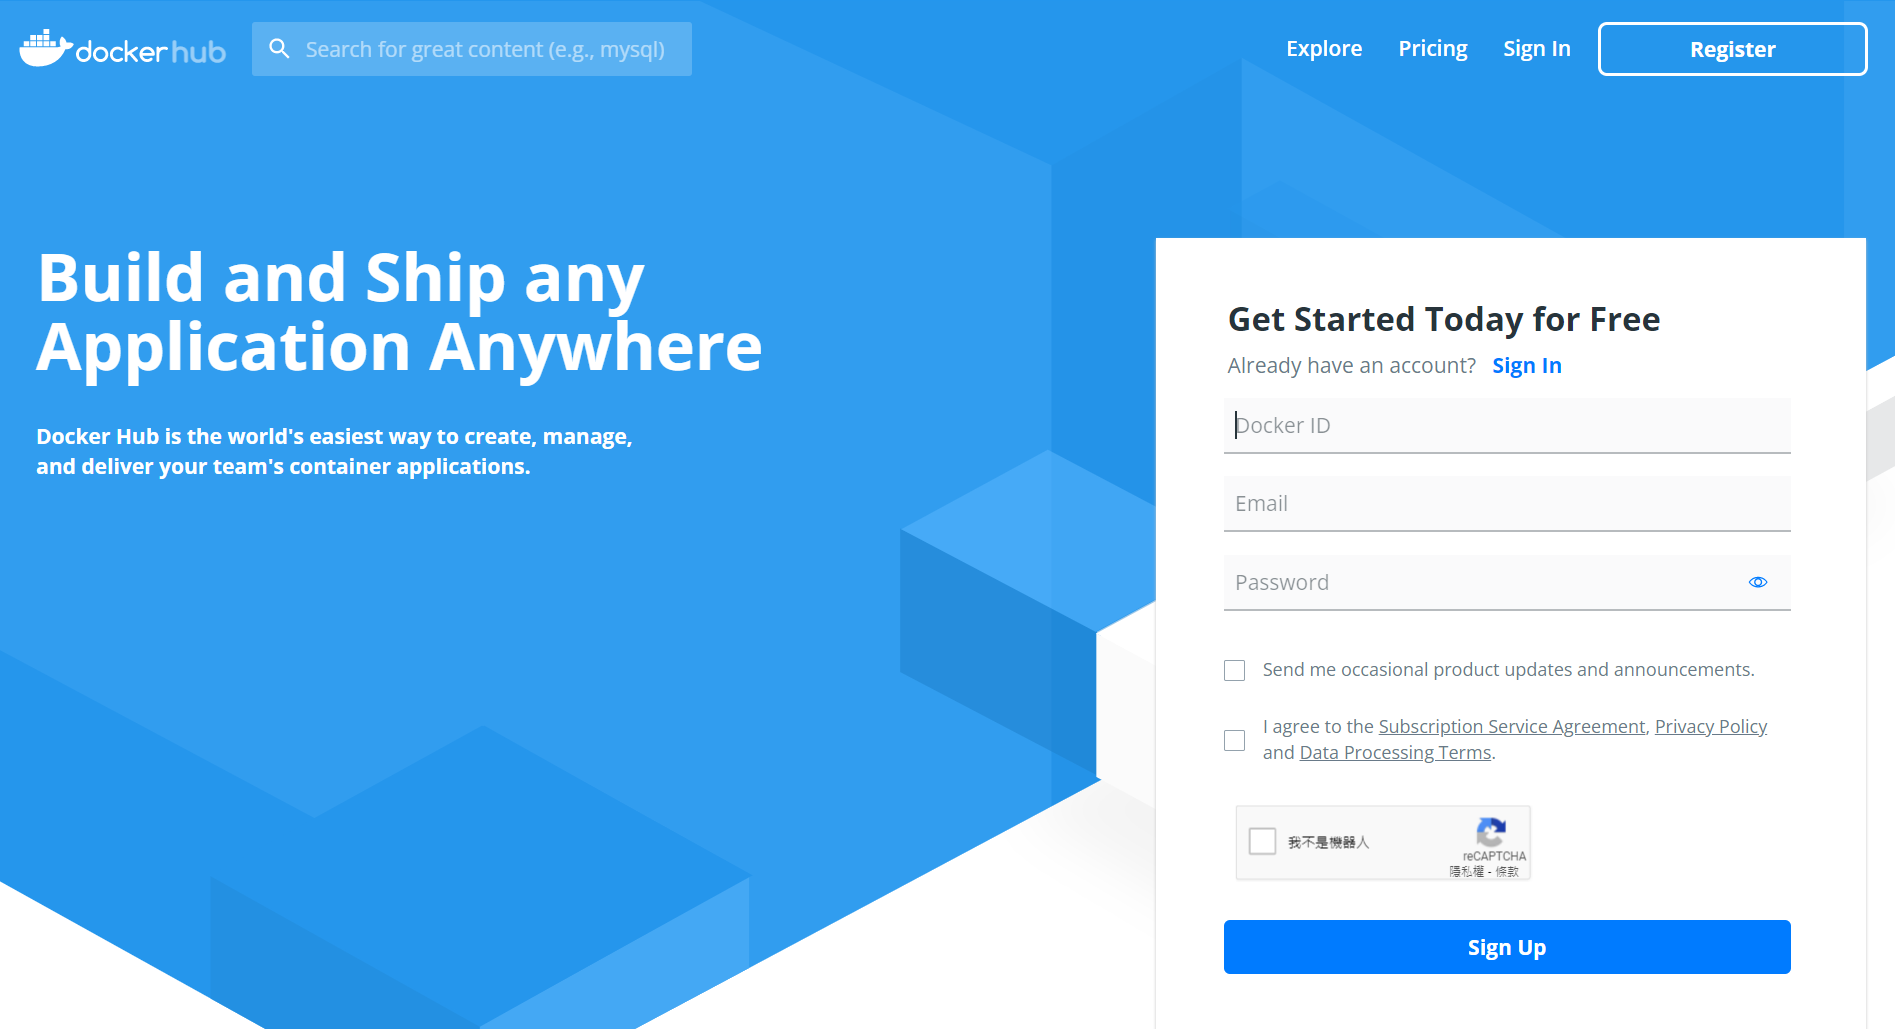 docker hub
Search for great content (e.g., mysql)
Explore
Pricing
Sign In
Register
Build and Ship any
Application Anywhere
Docker Hub is the world's easiest way to create, manage,
and deliver your team's container applications.
Get Started Today for Free
Already have an account? Sign In
Docker ID
Email
Password
Send me occasional product updates and announcements.
I agree to the Subscription Service Agreement, Privacy Policy
and Data Processing Terms.
我不是機器人
reCAPTCHA
隱私權 - 條款
Sign Up